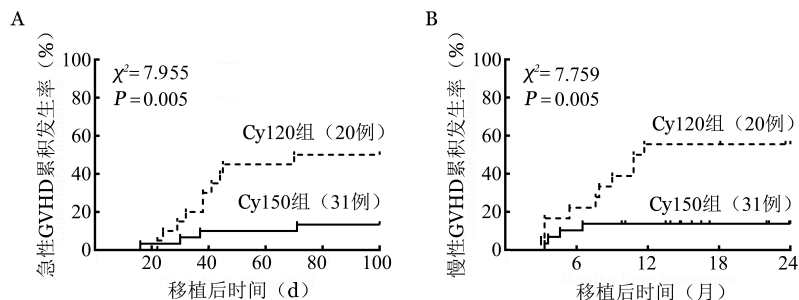 A
急性GVHD累积发生率（%）
100
80
60
40
20
χ²=7.955
P=0.005
Cy120组（20例）
Cy150组（31例）
20 40 60 80 100
移植后时间（d）
B
慢性GVHD累积发生率（%）
100
80
60
40
20
0
χ²=7.759
P=0.005
Cy120组（20例）
Cy150组（31例）
6 12 18 24
移植后时间（月）